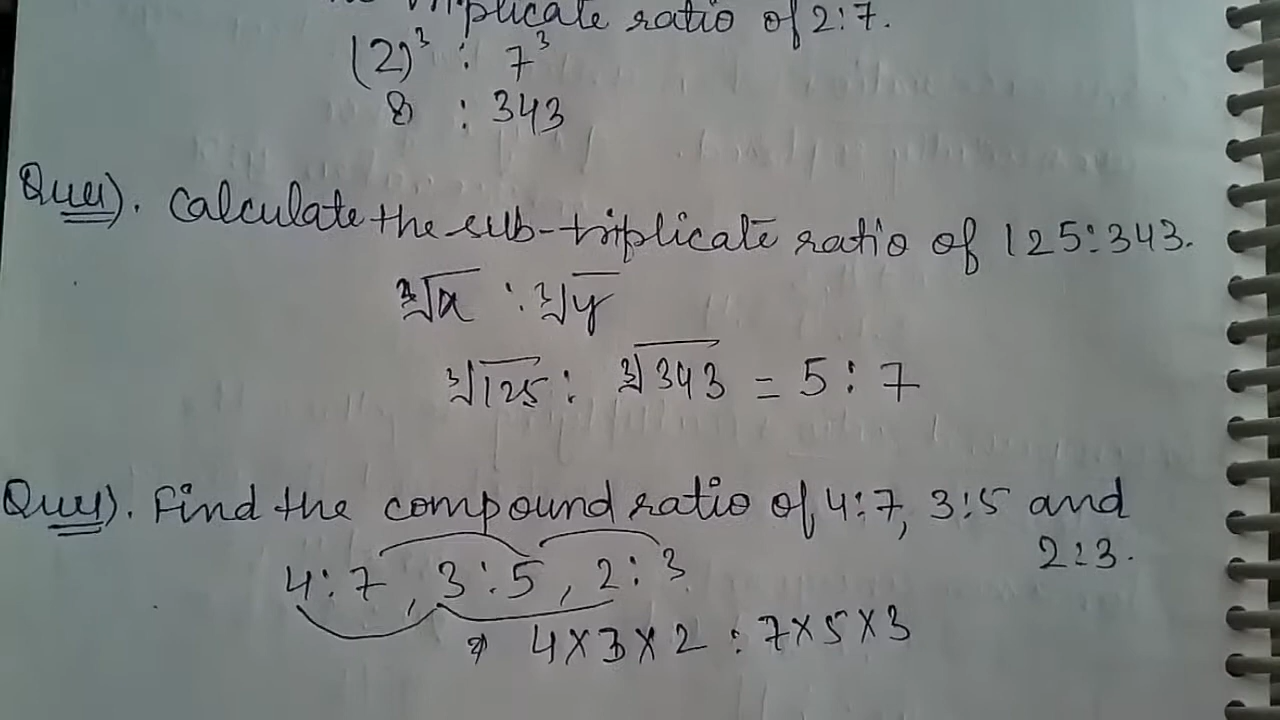 triplicate ratio of 2:7.
(2)³ : 7³
8 : 343
Ques). Calculate the sub-triplicate ratio of 125:343.
∛x : ∛y
∛125 : ∛343 = 5 : 7
Ques). Find the compound ratio of 4:7, 3:5 and
2:3.
4:7, 3:5, 2:3
4×3×2 : 7×5×3